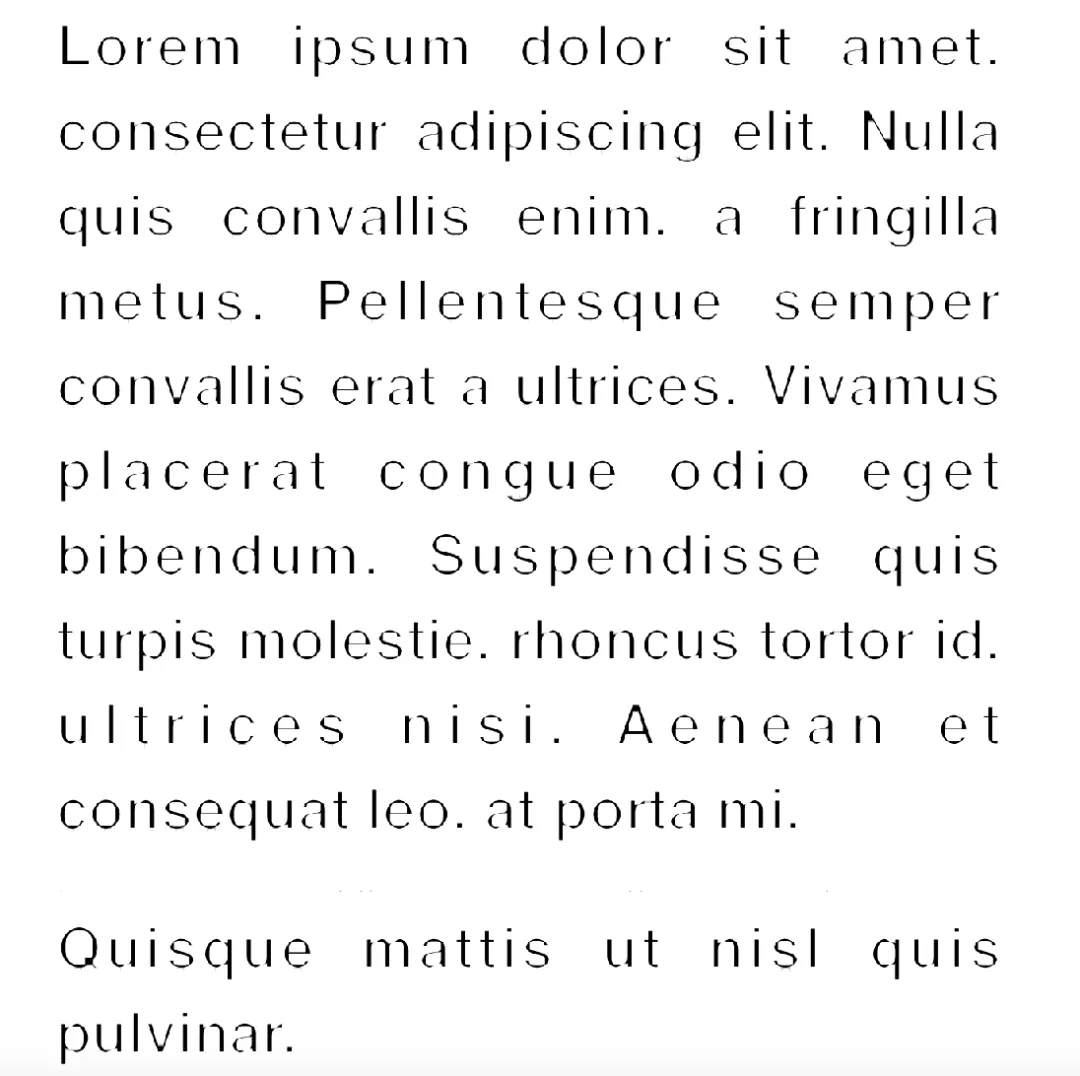 Lorem ipsum dolor sit amet.
consectetur adipiscing elit. Nulla
quis convallis enim. a fringilla
metus. Pellentesque semper
convallis erat a ultrices. Vivamus
placerat congue odio eget
bibendum. Suspendisse quis
turpis molestie. rhoncus tortor id.
ultrices nisi. Aenean et
consequat leo. at porta mi.
Quisque mattis ut nisl quis
pulvinar.